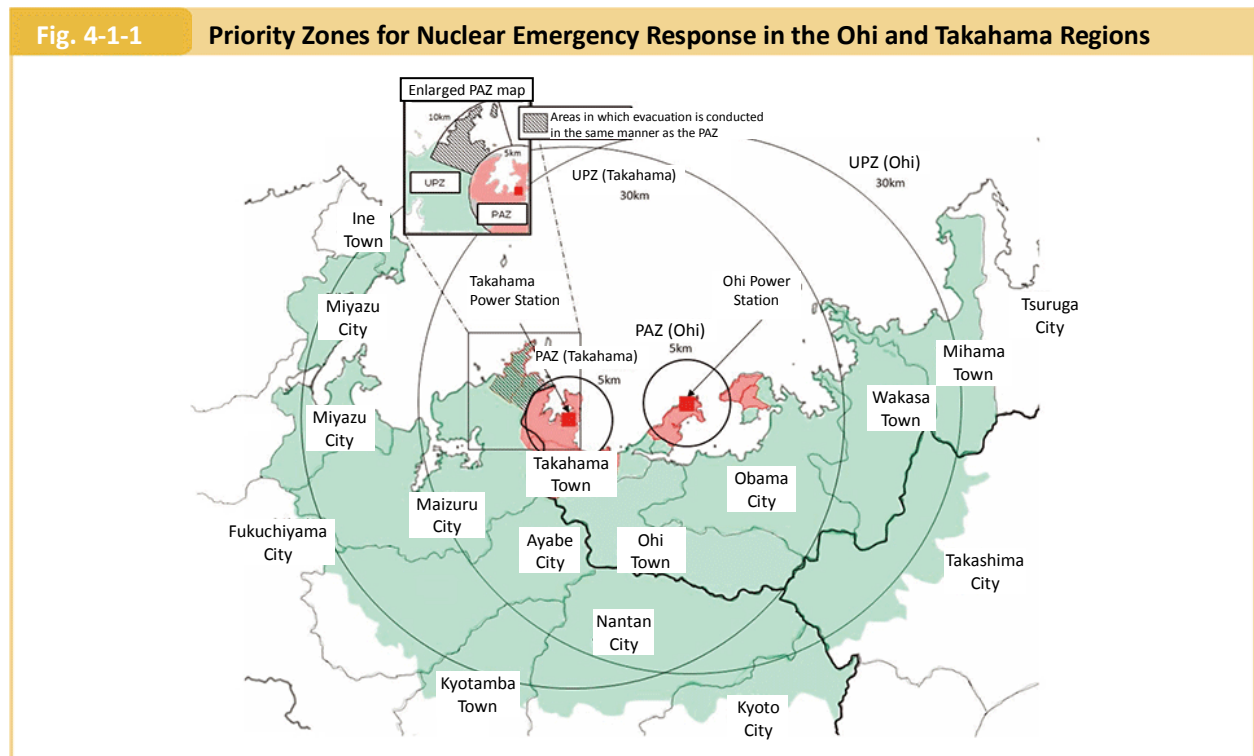 Fig. 4-1-1
Priority Zones for Nuclear Emergency Response in the Ohi and Takahama Regions
Enlarged PAZ map
10km
5km
UPZ
PAZ
Areas in which evacuation is conducted
in the same manner as the PAZ
UPZ (Takahama)
30km
UPZ (Ohi)
30km
Ine
Town
Takahama
Power Station
Ohi Power
Station
Miyazu
City
Tsuruga
City
PAZ (Takahama)
5km
PAZ (Ohi)
5km
Mihama
Town
Wakasa
Town
Miyazu
City
Takahama
Town
Obama
City
Maizuru
City
Fukuchiyama
City
Ayabe
City
Ohi
Town
Takashima
City
Nantan
City
Kyotamba
Town
Kyoto
City